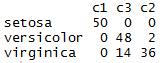 c1 c3 c2
setosa 50 0 0
versicolor 0 48 2
virginica 0 14 36